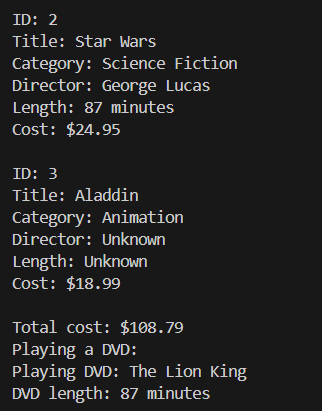 ID: 2
Title: Star Wars
Category: Science Fiction
Director: George Lucas
Length: 87 minutes
Cost: $24.95
ID: 3
Title: Aladdin
Category: Animation
Director: Unknown
Length: Unknown
Cost: $18.99
Total cost: $108.79
Playing a DVD:
Playing DVD: The Lion King
DVD length: 87 minutes